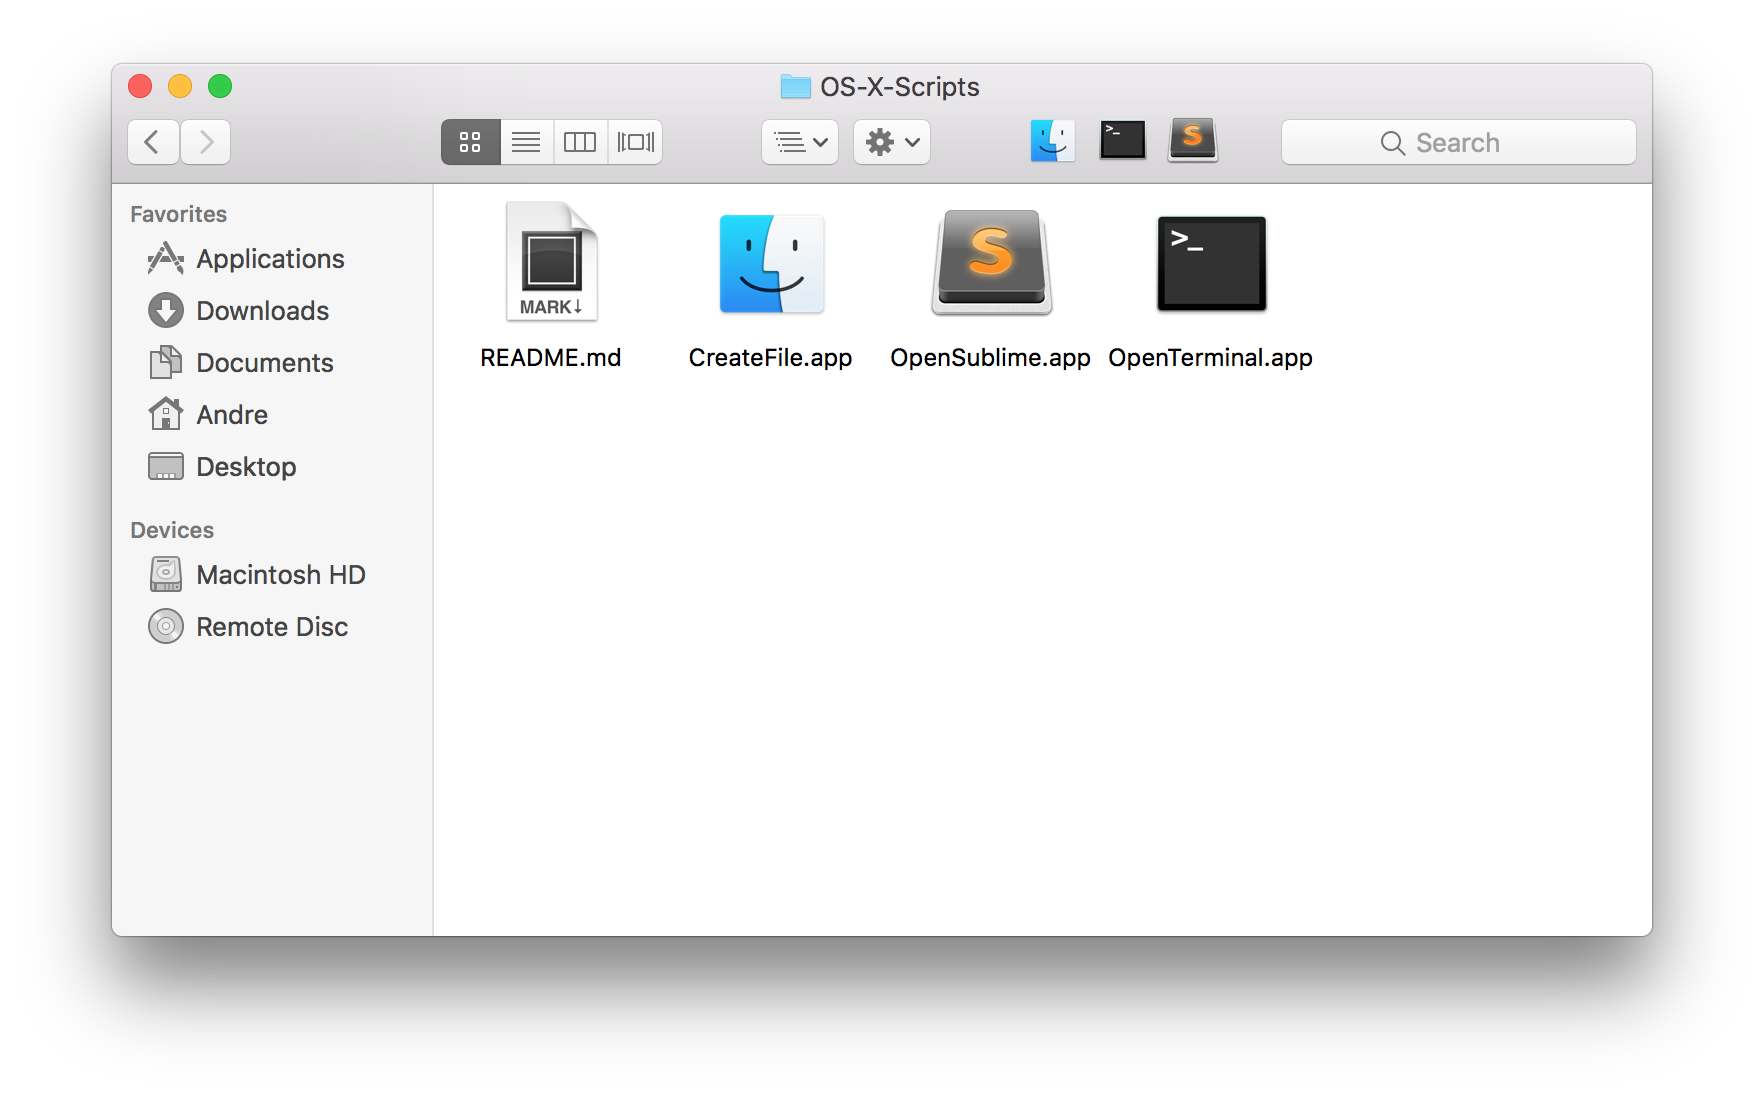 OS-X-Scripts
>_
S
Search
Favorites
Applications
Downloads
Documents
Andre
Desktop
Devices
Macintosh HD
Remote Disc
MARK↓
S
>_
README.md
CreateFile.app
OpenSublime.app
OpenTerminal.app